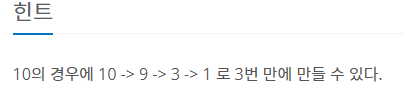 힌트
10의 경우에 10 -> 9 -> 3 -> 1 로 3번 만에 만들 수 있다.